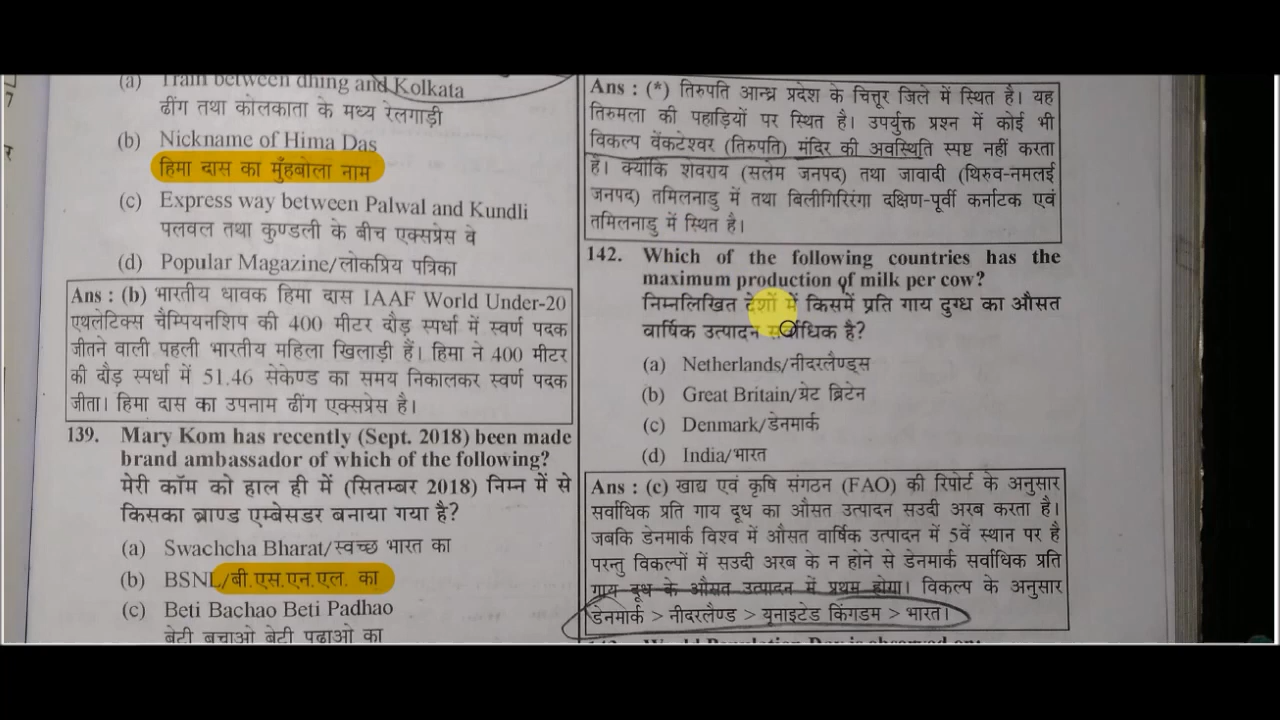 (a) Train between dhing and Kolkata
ढींग तथा कोलकाता के मध्य रेलगाड़ी
(b) Nickname of Hima Das
हिमा दास का मुँहबोला नाम
(c) Express way between Palwal and Kundli
पलवल तथा कुण्डली के बीच एक्सप्रेस वे
(d) Popular Magazine/लोकप्रिय पत्रिका
Ans : (b) भारतीय धावक हिमा दास IAAF World Under-20
एथलेटिक्स चैम्पियनशिप की 400 मीटर दौड़ स्पर्धा में स्वर्ण पदक
जीतने वाली पहली भारतीय महिला खिलाड़ी हैं। हिमा ने 400 मीटर
की दौड़ स्पर्धा में 51.46 सेकेण्ड का समय निकालकर स्वर्ण पदक
जीता। हिमा दास का उपनाम ढींग एक्सप्रेस है।
139. Mary Kom has recently (Sept. 2018) been made
brand ambassador of which of the following?
मेरी कॉम को हाल ही में (सितम्बर 2018) निम्न में से
किसका ब्राण्ड एम्बेसडर बनाया गया है?
(a) Swachcha Bharat/स्वच्छ भारत का
(b) BSNL/बी.एस.एन.एल. का
(c) Beti Bachao Beti Padhao
बेटी बचाओ बेटी पढ़ाओ का
Ans : (*) तिरुपति आन्ध्र प्रदेश के चित्तूर जिले में स्थित है। यह
तिरुमला की पहाड़ियों पर स्थित है। उपर्युक्त प्रश्न में कोई भी
विकल्प वेंकटेश्वर (तिरुपति) मंदिर की अवस्थिति स्पष्ट नहीं करता
है। क्योंकि शेवराय (सलेम जनपद) तथा जावादी (थिरुव-नमलई
जनपद) तमिलनाडु में तथा बिलीगिरिरंगा दक्षिण-पूर्वी कर्नाटक एवं
तमिलनाडु में स्थित है।
142. Which of the following countries has the
maximum production of milk per cow?
निम्नलिखित देशों में किसमें प्रति गाय दुग्ध का औसत
वार्षिक उत्पादन सर्वाधिक है?
(a) Netherlands/नीदरलैण्ड्स
(b) Great Britain/ग्रेट ब्रिटेन
(c) Denmark/डेनमार्क
(d) India/भारत
Ans : (c) खाद्य एवं कृषि संगठन (FAO) की रिपोर्ट के अनुसार
सर्वाधिक प्रति गाय दूध का औसत उत्पादन सउदी अरब करता है।
जबकि डेनमार्क विश्व में औसत वार्षिक उत्पादन में 5वें स्थान पर है
परन्तु विकल्पों में सउदी अरब के न होने से डेनमार्क सर्वाधिक प्रति
गाय दूध के औसत उत्पादन में प्रथम होगा। विकल्प के अनुसार
डेनमार्क > नीदरलैण्ड > यूनाइटेड किंगडम > भारत।